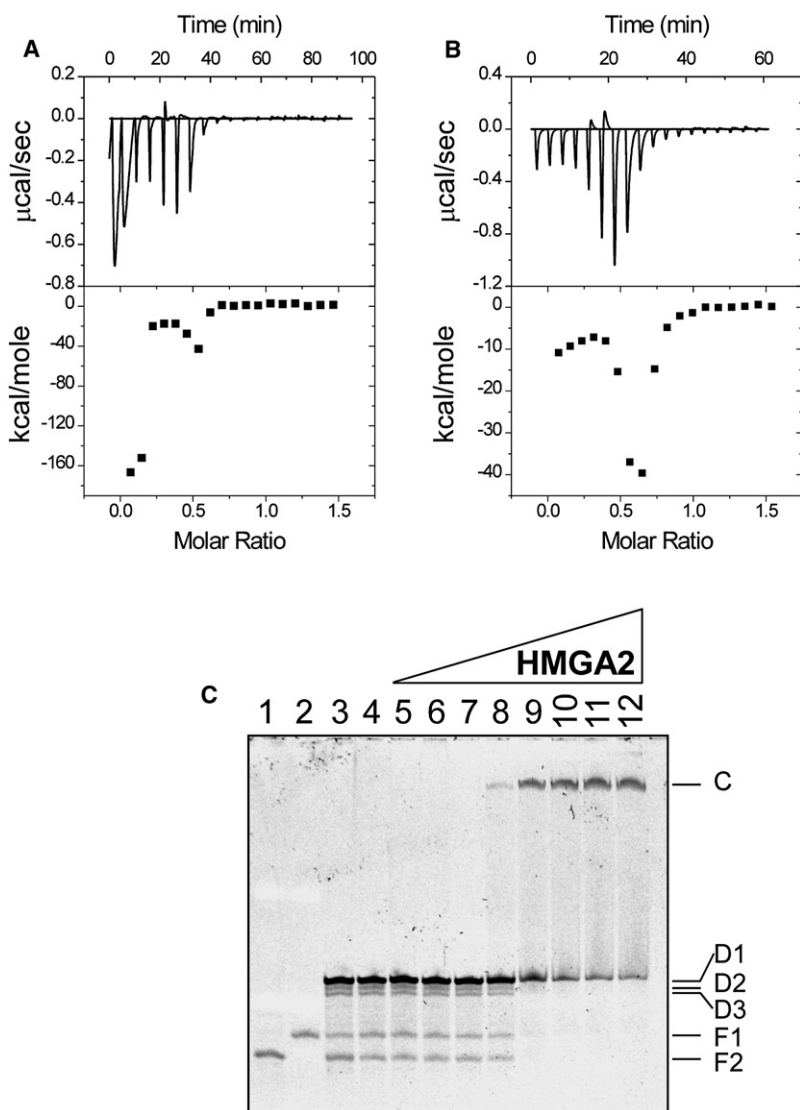 A
Time (min)
0 20 40 60 80 100
0.2
0.0
-0.2
-0.4
-0.6
-0.8
μcal/sec
0
-40
-80
-120
-160
kcal/mole
0.0 0.5 1.0 1.5
Molar Ratio
B
Time (min)
0 20 40 60
0.4
0.0
-0.4
-0.8
-1.2
μcal/sec
0
-10
-20
-30
-40
kcal/mole
0.0 0.5 1.0 1.5
Molar Ratio
C
HMGA2
1 2 3 4 5 6 7 8 9 10 11 12
C
D1
D2
D3
F1
F2